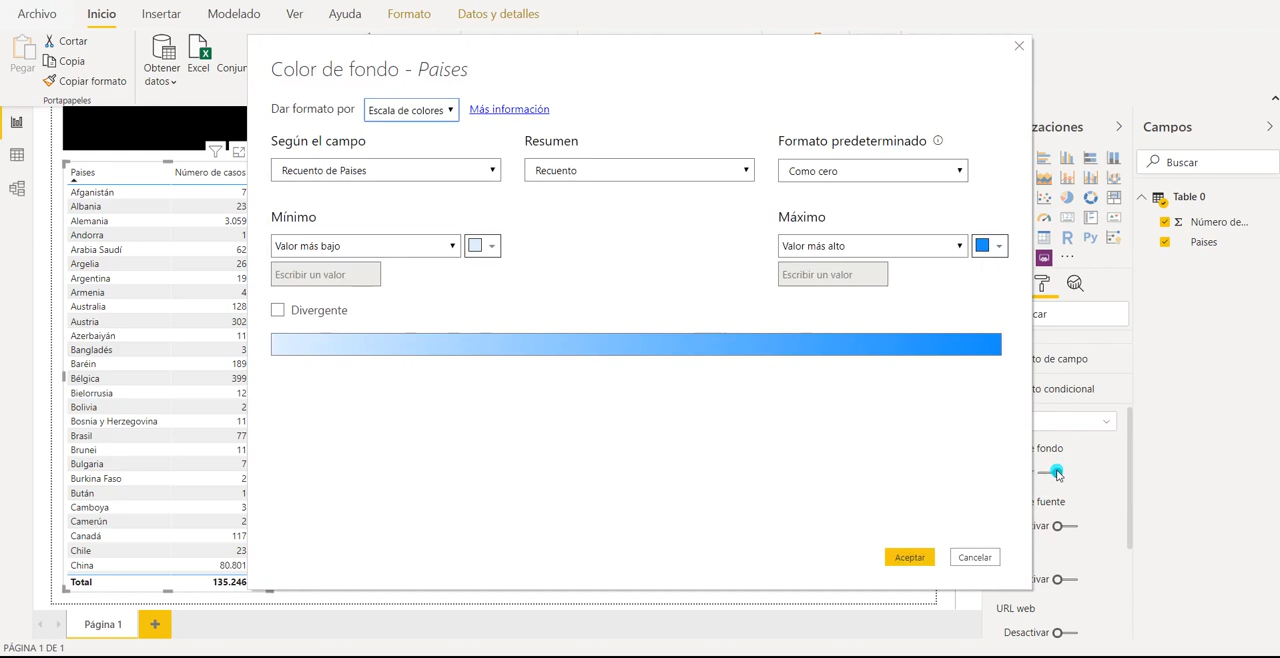 Archivo Inicio Insertar Modelado Ver Ayuda Formato Datos y detalles
Pegar
Cortar
Copia
Copiar formato
Portapapeles
Obtener
datos
Excel
Conjun
Color de fondo - Paises
Dar formato por Escala de colores Más información
Según el campo Resumen Formato predeterminado
Recuento de Paises Recuento Como cero
Mínimo Máximo
Valor más bajo Valor más alto
Escribir un valor Escribir un valor
Divergente
Aceptar Cancelar
Paises Número de casos
Afganistán 7
Albania 23
Alemania 3.059
Andorra 1
Arabia Saudí 62
Argelia 26
Argentina 19
Armenia 4
Australia 128
Austria 302
Azerbaiyán 11
Bangladés 3
Baréin 189
Bélgica 399
Bielorrusia 12
Bolivia 2
Bosnia y Herzegovina 11
Brasil 77
Brunei 11
Bulgaria 7
Burkina Faso 2
Bután 1
Camboya 3
Camerún 2
Canadá 117
Chile 23
China 80.801
Total 135.246
zaciones
R Py
car
to de campo
to condicional
e fondo
e fuente
ivar
ivar
URL web
Desactivar
Campos
Buscar
Table 0
Σ Número de...
Paises
Página 1 +
PÁGINA 1 DE 1